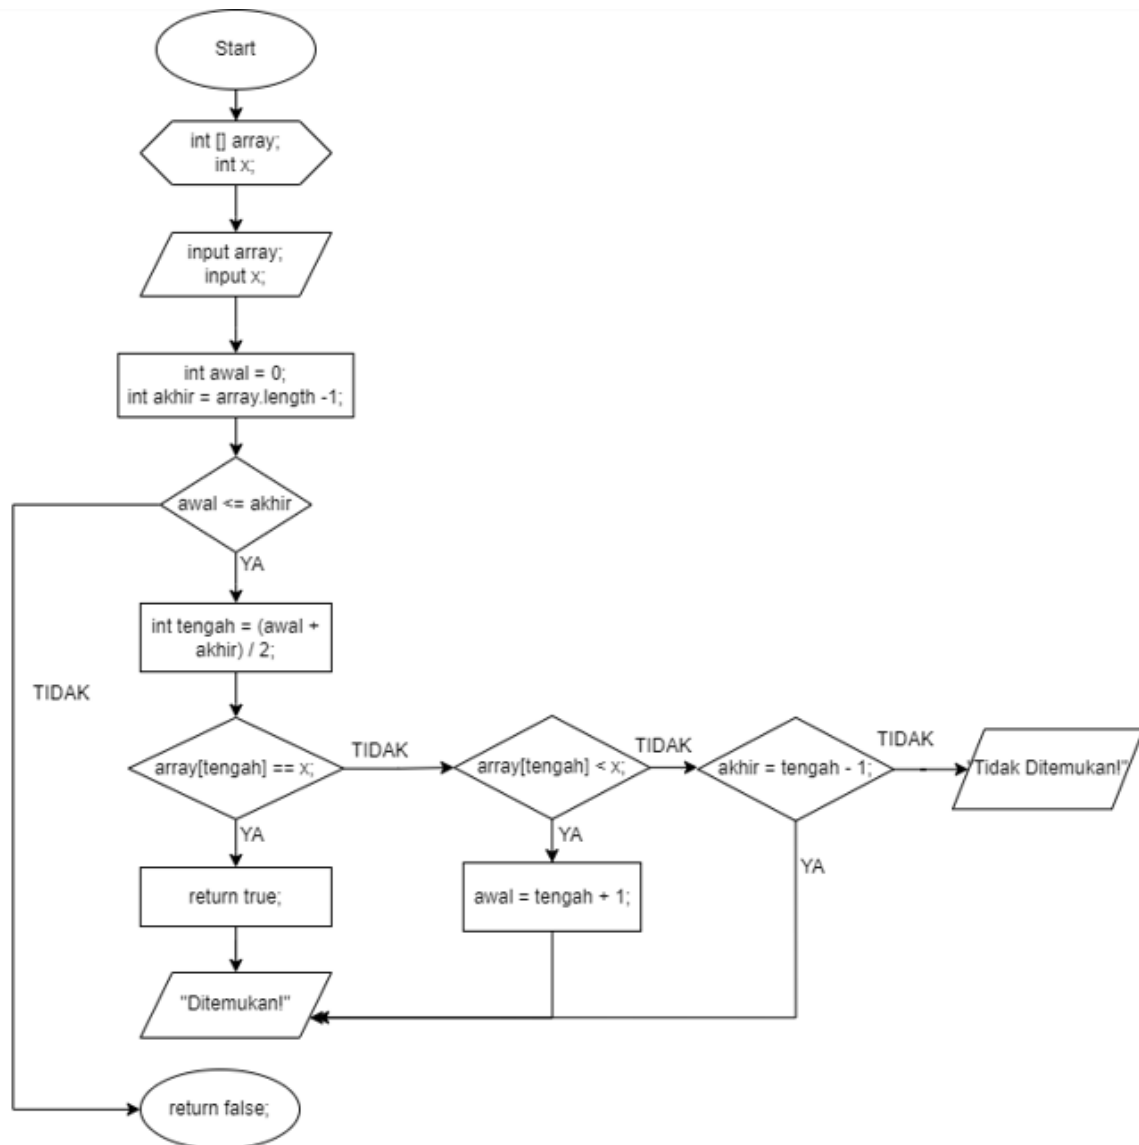 Start
int [] array;
int x;
input array;
input x;
int awal = 0;
int akhir = array.length -1;
awal <= akhir
YA
int tengah = (awal +
akhir) / 2;
TIDAK
array[tengah] == x;
TIDAK
array[tengah] < x;
TIDAK
akhir = tengah - 1;
TIDAK
"Tidak Ditemukan!"
YA
YA
YA
return true;
awal = tengah + 1;
"Ditemukan!"
return false;